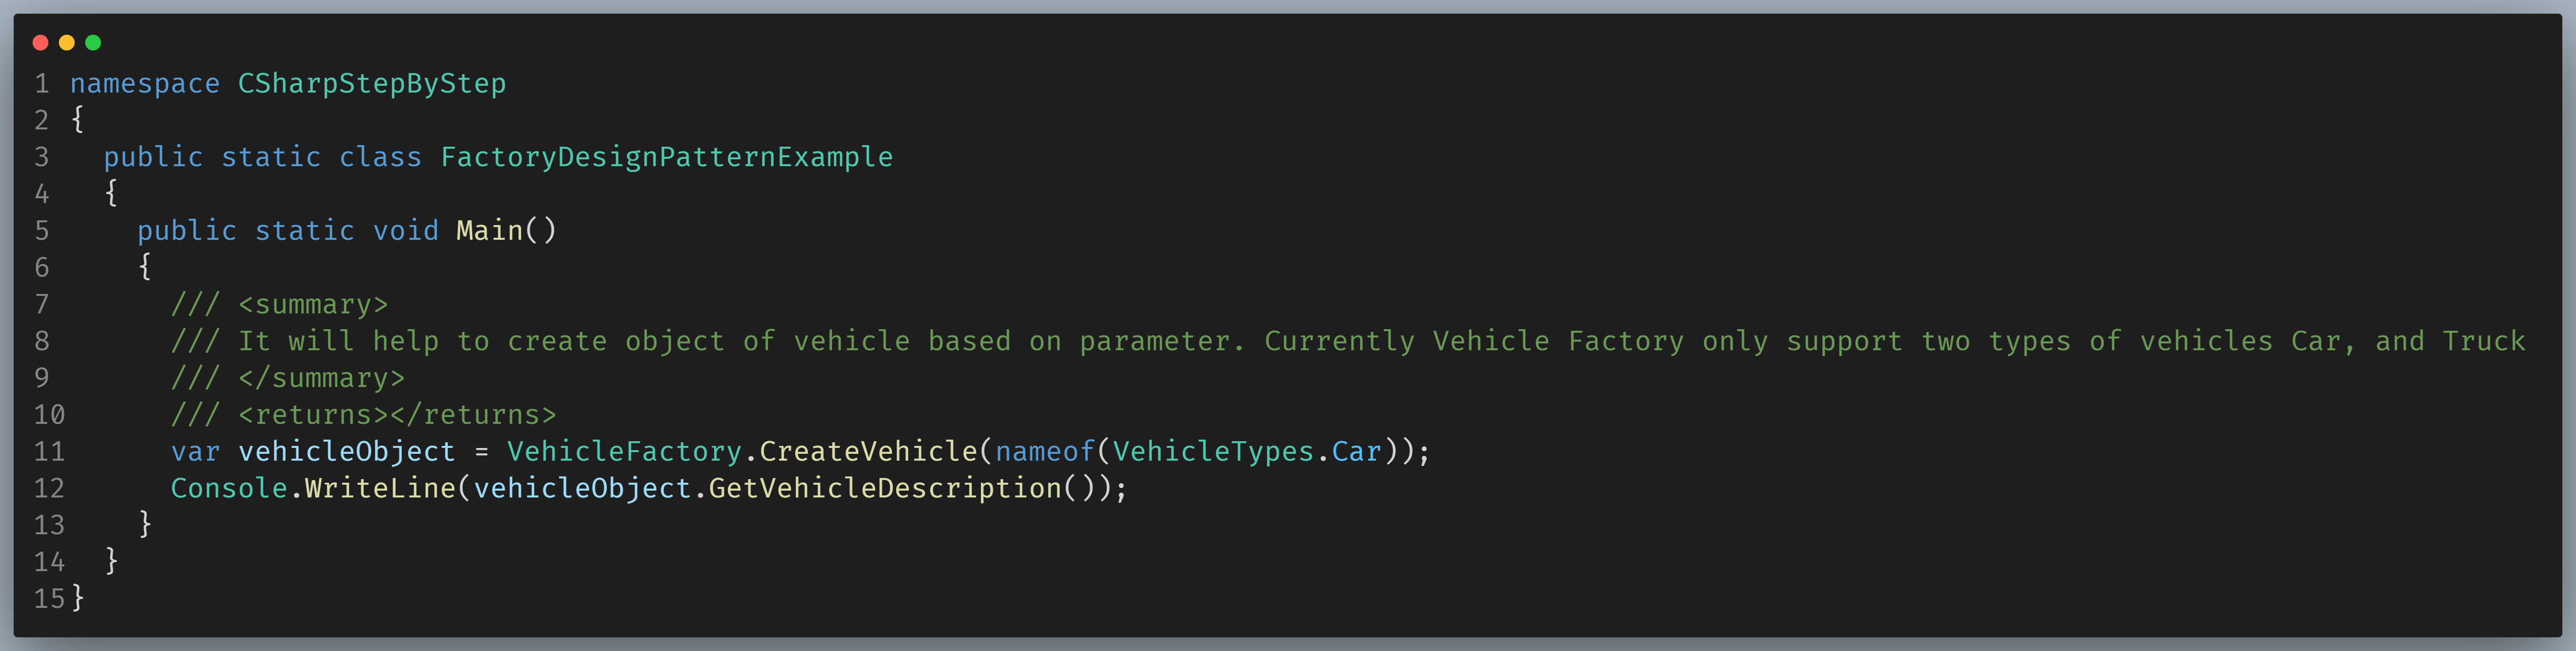 1 namespace CSharpStepByStep
2 {
3   public static class FactoryDesignPatternExample
4   {
5     public static void Main()
6     {
7       /// <summary>
8       /// It will help to create object of vehicle based on parameter. Currently Vehicle Factory only support two types of vehicles Car, and Truck
9       /// </summary>
10       /// <returns></returns>
11       var vehicleObject = VehicleFactory.CreateVehicle(nameof(VehicleTypes.Car));
12       Console.WriteLine(vehicleObject.GetVehicleDescription());
13     }
14   }
15 }